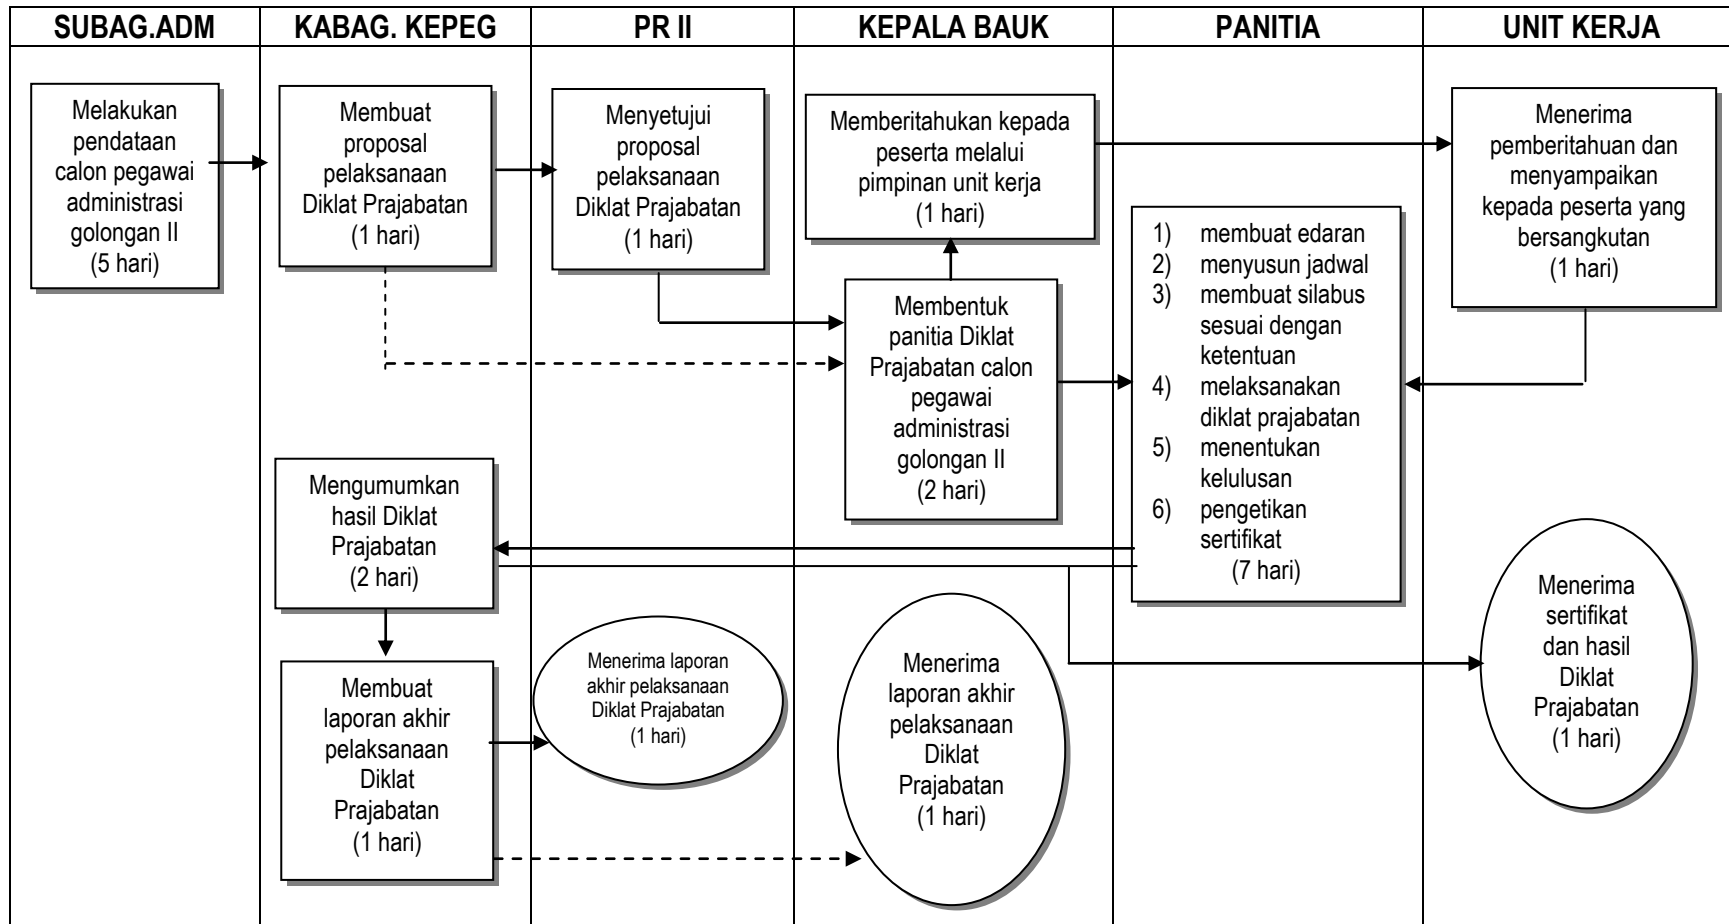 SUBAG.ADM
KABAG. KEPEG
PR II
KEPALA BAUK
PANITIA
UNIT KERJA
Melakukan
pendataan
calon pegawai
administrasi
golongan II
(5 hari)
Membuat
proposal
pelaksanaan
Diklat Prajabatan
(1 hari)
Menyetujui
proposal
pelaksanaan
Diklat Prajabatan
(1 hari)
Memberitahukan kepada
peserta melalui
pimpinan unit kerja
(1 hari)
Menerima
pemberitahuan dan
menyampaikan
kepada peserta yang
bersangkutan
(1 hari)
Membentuk
panitia Diklat
Prajabatan calon
pegawai
administrasi
golongan II
(2 hari)
1) membuat edaran
2) menyusun jadwal
3) membuat silabus
sesuai dengan
ketentuan
4) melaksanakan
diklat prajabatan
5) menentukan
kelulusan
6) pengetikan
sertifikat
(7 hari)
Mengumumkan
hasil Diklat
Prajabatan
(2 hari)
Membuat
laporan akhir
pelaksanaan
Diklat
Prajabatan
(1 hari)
Menerima laporan
akhir pelaksanaan
Diklat Prajabatan
(1 hari)
Menerima
laporan akhir
pelaksanaan
Diklat
Prajabatan
(1 hari)
Menerima
sertifikat
dan hasil
Diklat
Prajabatan
(1 hari)